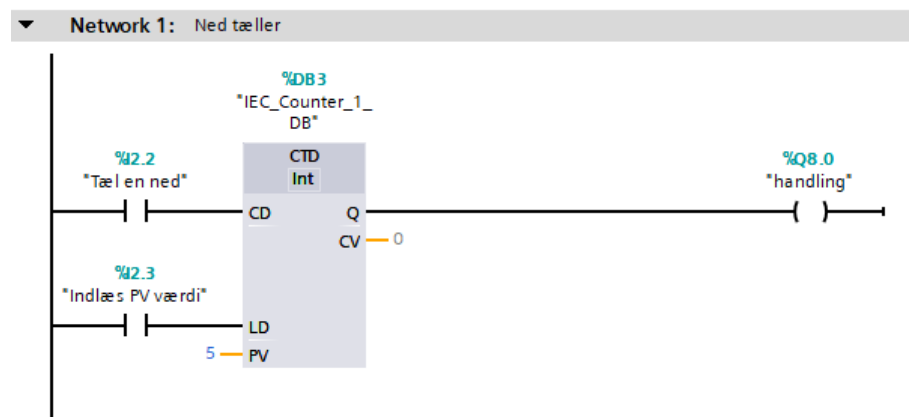 Network 1: Ned tæller
%DB3
"IEC_Counter_1_
DB"
CTD
Int
%I2.2
"Tæl en ned"
%Q8.0
"handling"
CD
Q
CV
0
%I2.3
"Indlæs PV værdi"
LD
5
PV